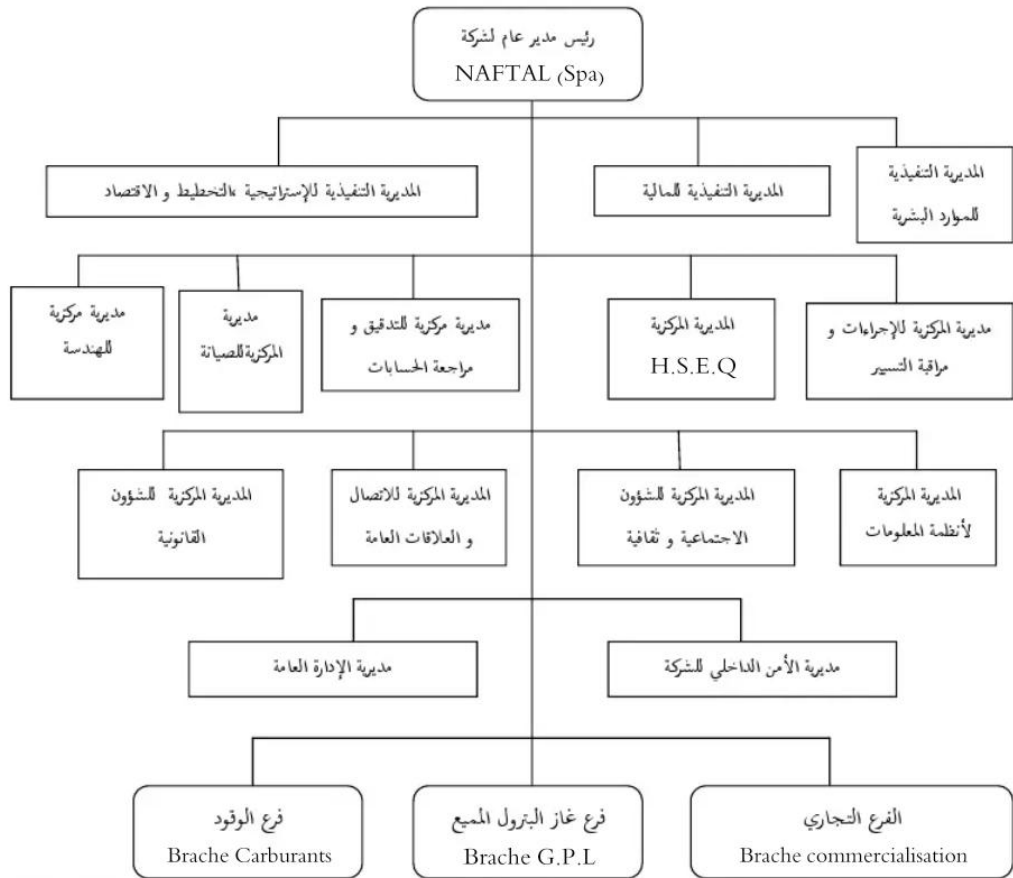 رئيس مدير عام لشركة
NAFTAL (Spa)
المديرية التنفيذية
للموارد البشرية
المديرية التنفيذية للمالية
المديرية التنفيذية للإستراتيجية ،التخطيط و الاقتصاد
مديرية المركزية للإجراءات و
مراقبة التسيير
المديرية المركزية
H.S.E.Q
مديرية مركزية للتدقيق و
مراجعة الحسابات
مديرية
المركزية للصيانة
مديرية مركزية
للهندسة
المديرية المركزية
لأنظمة المعلومات
المديرية المركزية للشؤون
الاجتماعية و ثقافية
المديرية المركزية للاتصال
و العلاقات العامة
المديرية المركزية للشؤون
القانونية
مديرية الأمن الداخلي للشركة
مديرية الإدارة العامة
الفرع التجاري
Brache commercialisation
فرع غاز البترول المميع
Brache G.P.L
فرع الوقود
Brache Carburants